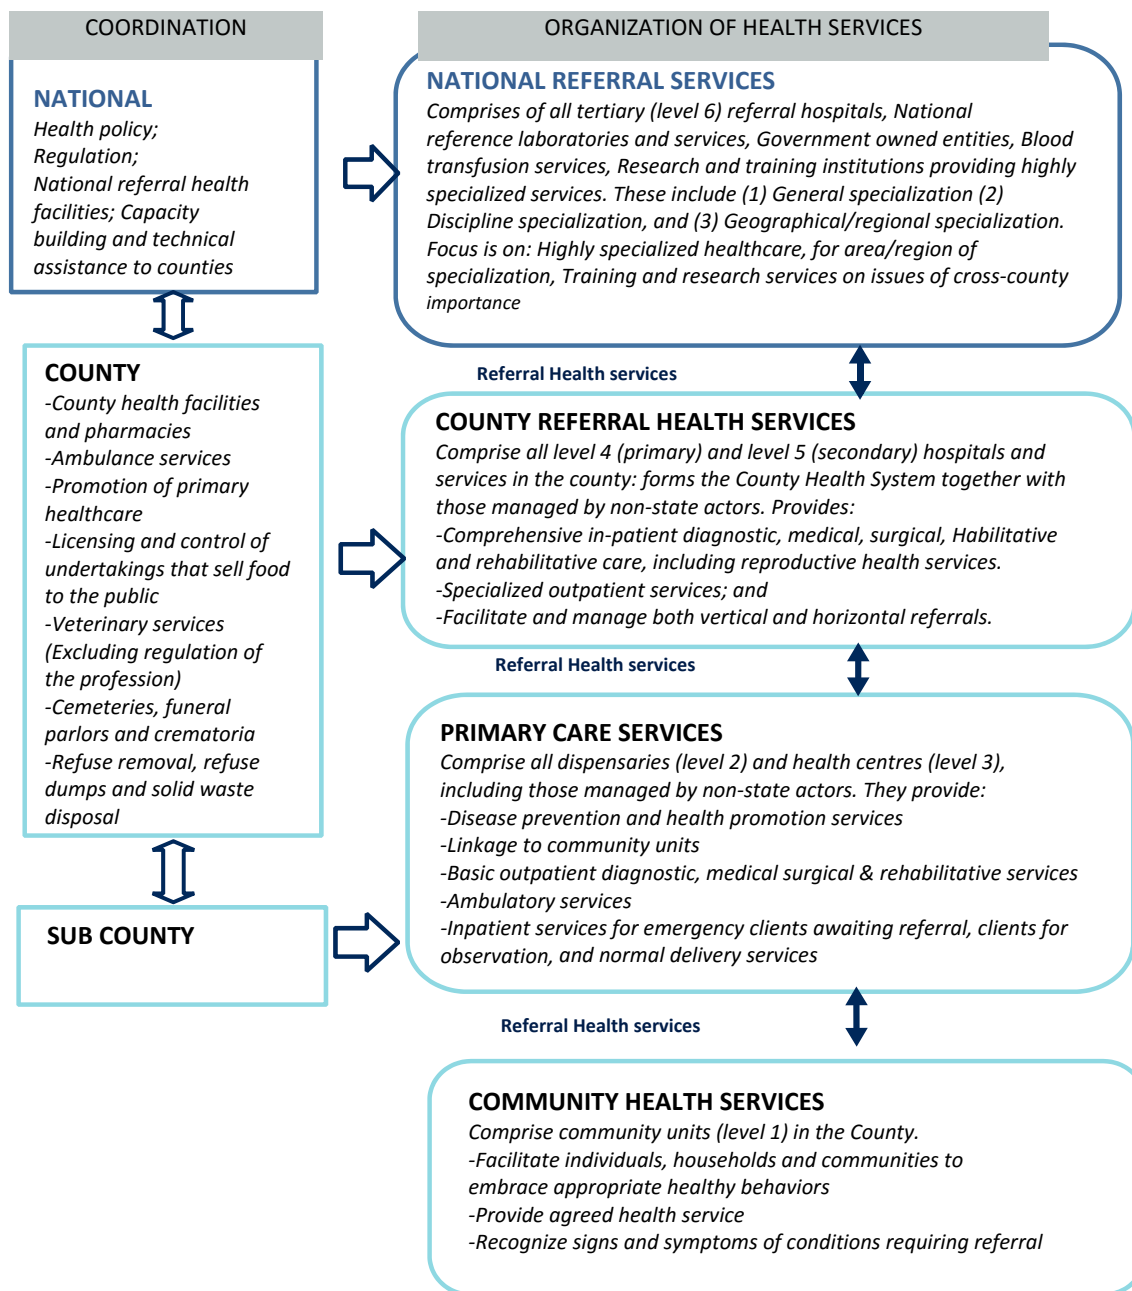 COORDINATION
ORGANIZATION OF HEALTH SERVICES
NATIONAL
Health policy;
Regulation;
National referral health
facilities; Capacity
building and technical
assistance to counties
NATIONAL REFERRAL SERVICES
Comprises of all tertiary (level 6) referral hospitals, National
reference laboratories and services, Government owned entities, Blood
transfusion services, Research and training institutions providing highly
specialized services. These include (1) General specialization (2)
Discipline specialization, and (3) Geographical/regional specialization.
Focus is on: Highly specialized healthcare, for area/region of
specialization, Training and research services on issues of cross-county
importance
Referral Health services
COUNTY
-County health facilities
and pharmacies
-Ambulance services
-Promotion of primary
healthcare
-Licensing and control of
undertakings that sell food
to the public
-Veterinary services
(Excluding regulation of
the profession)
-Cemeteries, funeral
parlors and crematoria
-Refuse removal, refuse
dumps and solid waste
disposal
COUNTY REFERRAL HEALTH SERVICES
Comprise all level 4 (primary) and level 5 (secondary) hospitals and
services in the county: forms the County Health System together with
those managed by non-state actors. Provides:
-Comprehensive in-patient diagnostic, medical, surgical, Habilitative
and rehabilitative care, including reproductive health services.
-Specialized outpatient services; and
-Facilitate and manage both vertical and horizontal referrals.
Referral Health services
SUB COUNTY
PRIMARY CARE SERVICES
Comprise all dispensaries (level 2) and health centres (level 3),
including those managed by non-state actors. They provide:
-Disease prevention and health promotion services
-Linkage to community units
-Basic outpatient diagnostic, medical surgical & rehabilitative services
-Ambulatory services
-Inpatient services for emergency clients awaiting referral, clients for
observation, and normal delivery services
Referral Health services
COMMUNITY HEALTH SERVICES
Comprise community units (level 1) in the County.
-Facilitate individuals, households and communities to
embrace appropriate healthy behaviors
-Provide agreed health service
-Recognize signs and symptoms of conditions requiring referral